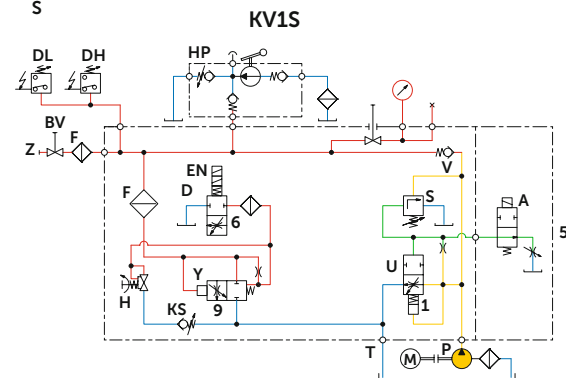 S
KV1S
DL DH HP
BV
Z F V
EN
F D S A
6 5
Y U
H 9 1
KS
T M P